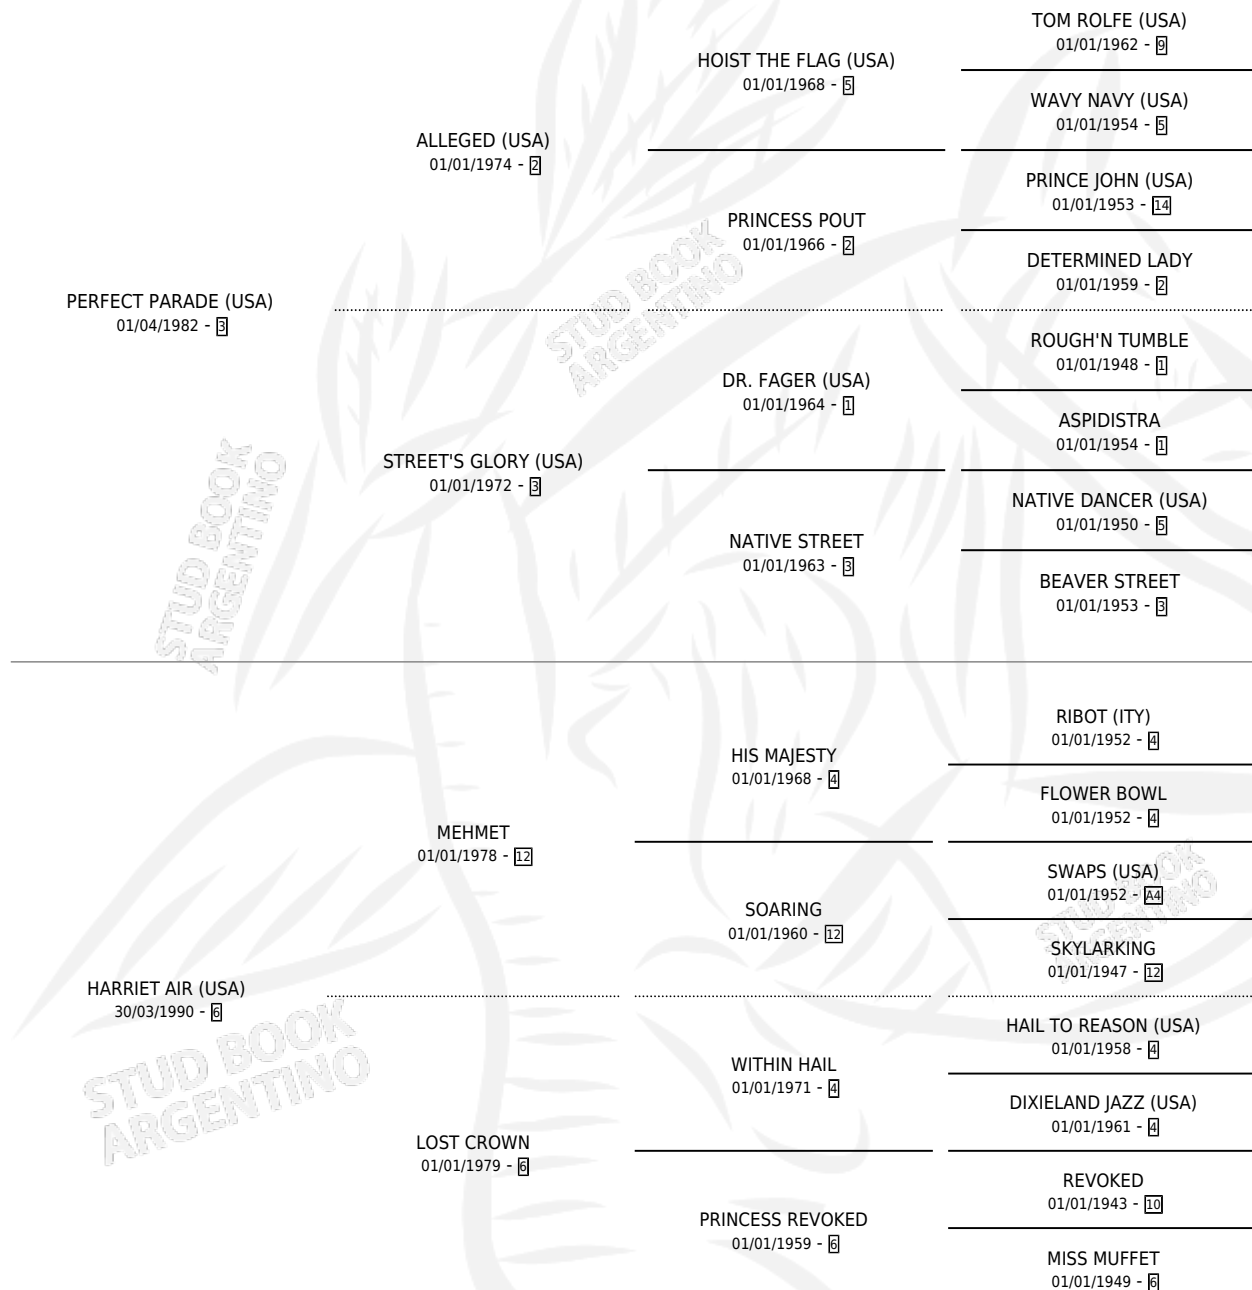 TOM ROLFE (USA)
01/01/1962 - 9
HOIST THE FLAG (USA)
01/01/1968 - 5
WAVY NAVY (USA)
01/01/1954 - 5
ALLEGED (USA)
01/01/1974 - 2
PRINCE JOHN (USA)
01/01/1953 - 14
PRINCESS POUT
01/01/1966 - 2
DETERMINED LADY
01/01/1959 - 2
PERFECT PARADE (USA)
01/04/1982 - 3
ROUGH'N TUMBLE
01/01/1948 - 1
DR. FAGER (USA)
01/01/1964 - 1
ASPIDISTRA
01/01/1954 - 1
STREET'S GLORY (USA)
01/01/1972 - 3
NATIVE DANCER (USA)
01/01/1950 - 5
NATIVE STREET
01/01/1963 - 3
BEAVER STREET
01/01/1953 - 3
RIBOT (ITY)
01/01/1952 - 4
HIS MAJESTY
01/01/1968 - 4
FLOWER BOWL
01/01/1952 - 4
MEHMET
01/01/1978 - 12
SWAPS (USA)
01/01/1952 - A4
SOARING
01/01/1960 - 12
SKYLARKING
01/01/1947 - 12
HARRIET AIR (USA)
30/03/1990 - 6
HAIL TO REASON (USA)
01/01/1958 - 4
WITHIN HAIL
01/01/1971 - 4
DIXIELAND JAZZ (USA)
01/01/1961 - 4
LOST CROWN
01/01/1979 - 6
REVOKED
01/01/1943 - 10
PRINCESS REVOKED
01/01/1959 - 6
MISS MUFFET
01/01/1949 - 6
STUD BOOK
ARGENTINO
STUD BOOK
ARGENTINO
STUD BOOK
ARGENTINO
STUD BOOK
ARGENTINO